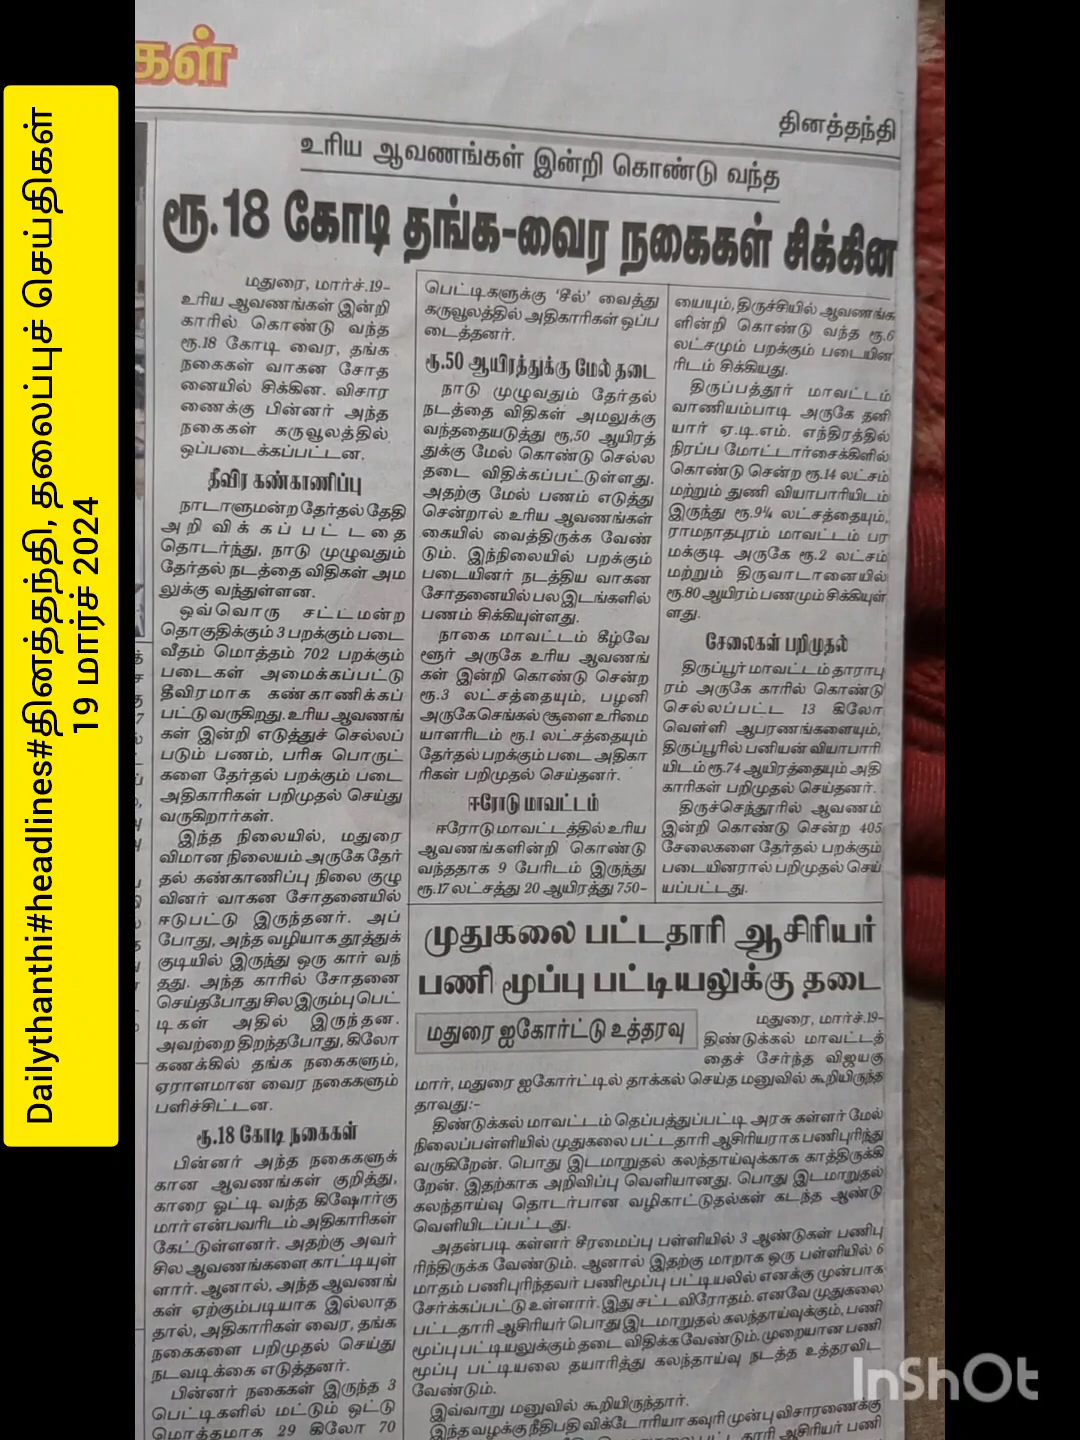 Dailythanthi#headlines#தினத்தந்தி, தலைப்புச் செய்திகள்
19 மார்ச் 2024
கள்
தினத்தந்தி
உரிய ஆவணங்கள் இன்றி கொண்டு வந்த
ரூ.18 கோடி தங்க-வைர நகைகள் சிக்கின
மதுரை, மார்ச்.19-
உரிய ஆவணங்கள் இன்றி
காரில் கொண்டு வந்த
ரூ.18 கோடி வைர, தங்க
நகைகள் வாகன சோத
னையில் சிக்கின. விசார
ணைக்கு பின்னர் அந்த
நகைகள் கருவூலத்தில்
ஒப்படைக்கப்பட்டன.
தீவிர கண்காணிப்பு
நாடாளுமன்ற தேர்தல் தேதி
அறிவிக்கப்பட்டதை
தொடர்ந்து, நாடு முழுவதும்
தேர்தல் நடத்தை விதிகள் அம
லுக்கு வந்துள்ளன.
ஒவ்வொரு சட்டமன்ற
தொகுதிக்கும் 3 பறக்கும் படை
வீதம் மொத்தம் 702 பறக்கும்
படைகள் அமைக்கப்பட்டு
தீவிரமாக கண்காணிக்கப்
பட்டு வருகிறது. உரிய ஆவணங்
கள் இன்றி எடுத்துச் செல்லப்
படும் பணம், பரிசு பொருட்
களை தேர்தல் பறக்கும் படை
அதிகாரிகள் பறிமுதல் செய்து
வருகிறார்கள்.
இந்த நிலையில், மதுரை
விமான நிலையம் அருகே தேர்
தல் கண்காணிப்பு நிலை குழு
வினர் வாகன சோதனையில்
ஈடுபட்டு இருந்தனர். அப்
போது, அந்த வழியாக தூத்துக்
குடியில் இருந்து ஒரு கார் வந்
தது. அந்த காரில் சோதனை
செய்தபோது சில இரும்பு பெட்
டிகள் அதில் இருந்தன.
அவற்றை திறந்தபோது, கிலோ
கணக்கில் தங்க நகைகளும்,
ஏராளமான வைர நகைகளும்
பளிச்சிட்டன.
ரூ.18 கோடி நகைகள்
பின்னர் அந்த நகைகளுக்
கான ஆவணங்கள் குறித்து,
காரை ஓட்டி வந்த கிஷோர்கு
மார் என்பவரிடம் அதிகாரிகள்
கேட்டுள்ளனர். அதற்கு அவர்
சில ஆவணங்களை காட்டியுள்
ளார். ஆனால், அந்த ஆவணங்
கள் ஏற்கும்படியாக இல்லாத
தால், அதிகாரிகள் வைர, தங்க
நகைகளை பறிமுதல் செய்து
நடவடிக்கை எடுத்தனர்.
பின்னர் நகைகள் இருந்த 3
பெட்டிகளில் மட்டும் ஒட்டு
மொத்தமாக 29 கிலோ 70
பெட்டிகளுக்கு 'சீல்' வைத்து
கருவூலத்தில் அதிகாரிகள் ஒப்ப
டைத்தனர்.
ரூ.50 ஆயிரத்துக்கு மேல் தடை
நாடு முழுவதும் தேர்தல்
நடத்தை விதிகள் அமலுக்கு
வந்ததையடுத்து ரூ.50 ஆயிரத்
துக்கு மேல் கொண்டு செல்ல
தடை விதிக்கப்பட்டுள்ளது.
அதற்கு மேல் பணம் எடுத்து
சென்றால் உரிய ஆவணங்கள்
கையில் வைத்திருக்க வேண்
டும். இந்நிலையில் பறக்கும்
படையினர் நடத்திய வாகன
சோதனையில் பல இடங்களில்
பணம் சிக்கியுள்ளது.
நாகை மாவட்டம் கீழ்வே
ளூர் அருகே உரிய ஆவணங்
கள் இன்றி கொண்டு சென்ற
ரூ.3 லட்சத்தையும், பழனி
அருகே செங்கல் சூளை உரிமை
யாளரிடம் ரூ.1 லட்சத்தையும்
தேர்தல் பறக்கும் படை அதிகா
ரிகள் பறிமுதல் செய்தனர்.
ஈரோடு மாவட்டம்
ஈரோடு மாவட்டத்தில் உரிய
ஆவணங்களின்றி கொண்டு
வந்ததாக 9 பேரிடம் இருந்து
ரூ.17 லட்சத்து 20 ஆயிரத்து 750-
யையும், திருச்சியில் ஆவணங்க
ளின்றி கொண்டு வந்த ரூ.6
லட்சமும் பறக்கும் படையின
ரிடம் சிக்கியது.
திருப்பத்தூர் மாவட்டம்
வாணியம்பாடி அருகே தனி
யார் ஏ.டி.எம். எந்திரத்தில்
நிரப்ப மோட்டார்சைக்கிளில்
கொண்டு சென்ற ரூ.14 லட்சம்
மற்றும் துணி வியாபாரியிடம்
இருந்து ரூ.9¼ லட்சத்தையும்,
ராமநாதபுரம் மாவட்டம் பர
மக்குடி அருகே ரூ.2 லட்சம்
மற்றும் திருவாடானையில்
ரூ.80 ஆயிரம் பணமும் சிக்கியுள்
ளது.
சேலைகள் பறிமுதல்
திருப்பூர் மாவட்டம் தாராபு
ரம் அருகே காரில் கொண்டு
செல்லப்பட்ட 13 கிலோ
வெள்ளி ஆபரணங்களையும்,
திருப்பூரில் பனியன் வியாபாரி
யிடம் ரூ.74 ஆயிரத்தையும் அதி
காரிகள் பறிமுதல் செய்தனர்.
திருச்செந்தூரில் ஆவணம்
இன்றி கொண்டு சென்ற 405
சேலைகளை தேர்தல் பறக்கும்
படையினரால் பறிமுதல் செய்
யப்பட்டது.
முதுகலை பட்டதாரி ஆசிரியர்
பணி மூப்பு பட்டியலுக்கு தடை
மதுரை ஐகோர்ட்டு உத்தரவு
மதுரை, மார்ச்.19-
திண்டுக்கல் மாவட்டத்
தைச் சேர்ந்த விஜயகு
மார், மதுரை ஐகோர்ட்டில் தாக்கல் செய்த மனுவில் கூறியிருந்த
தாவது:-
திண்டுக்கல் மாவட்டம் தெப்பத்துப்பட்டி அரசு கள்ளர் மேல்
நிலைப்பள்ளியில் முதுகலை பட்டதாரி ஆசிரியராக பணிபுரிந்து
வருகிறேன். பொது இடமாறுதல் கலந்தாய்வுக்காக காத்திருக்கி
றேன். இதற்காக அறிவிப்பு வெளியானது. பொது இடமாறுதல்
கலந்தாய்வு தொடர்பான வழிகாட்டுதல்கள் கடந்த ஆண்டு
வெளியிடப்பட்டது.
அதன்படி கள்ளர் சீரமைப்பு பள்ளியில் 3 ஆண்டுகள் பணிபு
ரிந்திருக்க வேண்டும். ஆனால் இதற்கு மாறாக ஒரு பள்ளியில் 6
மாதம் பணிபுரிந்தவர் பணிமூப்பு பட்டியலில் எனக்கு முன்பாக
சேர்க்கப்பட்டு உள்ளார். இது சட்டவிரோதம். எனவே முதுகலை
பட்டதாரி ஆசிரியர் பொது இடமாறுதல் கலந்தாய்வுக்கும், பணி
மூப்பு பட்டியலுக்கும் தடை விதிக்க வேண்டும். முறையான பணி
மூப்பு பட்டியலை தயாரித்து கலந்தாய்வு நடத்த உத்தரவிட
வேண்டும்.
இவ்வாறு மனுவில் கூறியிருந்தார்.
இந்த வழக்கு நீதிபதி விக்டோரியா கவுரி முன்பு விசாரணைக்கு
ஆசிரியர் பணி
InShOt